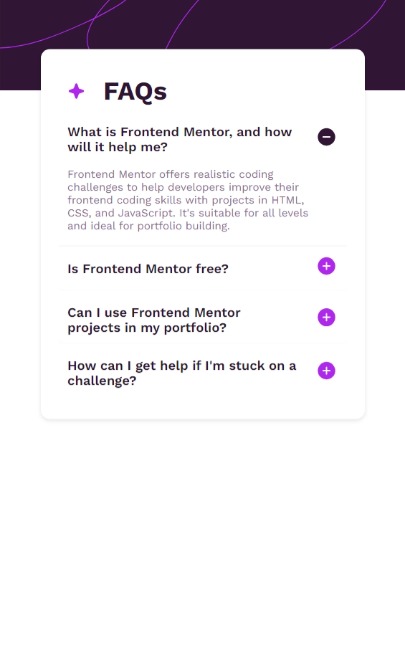 FAQs
What is Frontend Mentor, and how
will it help me?
Frontend Mentor offers realistic coding
challenges to help developers improve their
frontend coding skills with projects in HTML,
CSS, and JavaScript. It's suitable for all levels
and ideal for portfolio building.
Is Frontend Mentor free?
Can I use Frontend Mentor
projects in my portfolio?
How can I get help if I'm stuck on a
challenge?